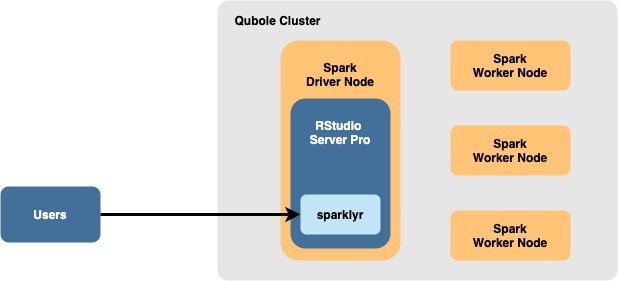 Qubole Cluster
Spark
Driver Node
RStudio
Server Pro
sparklyr
Users
Spark
Worker Node
Spark
Worker Node
Spark
Worker Node